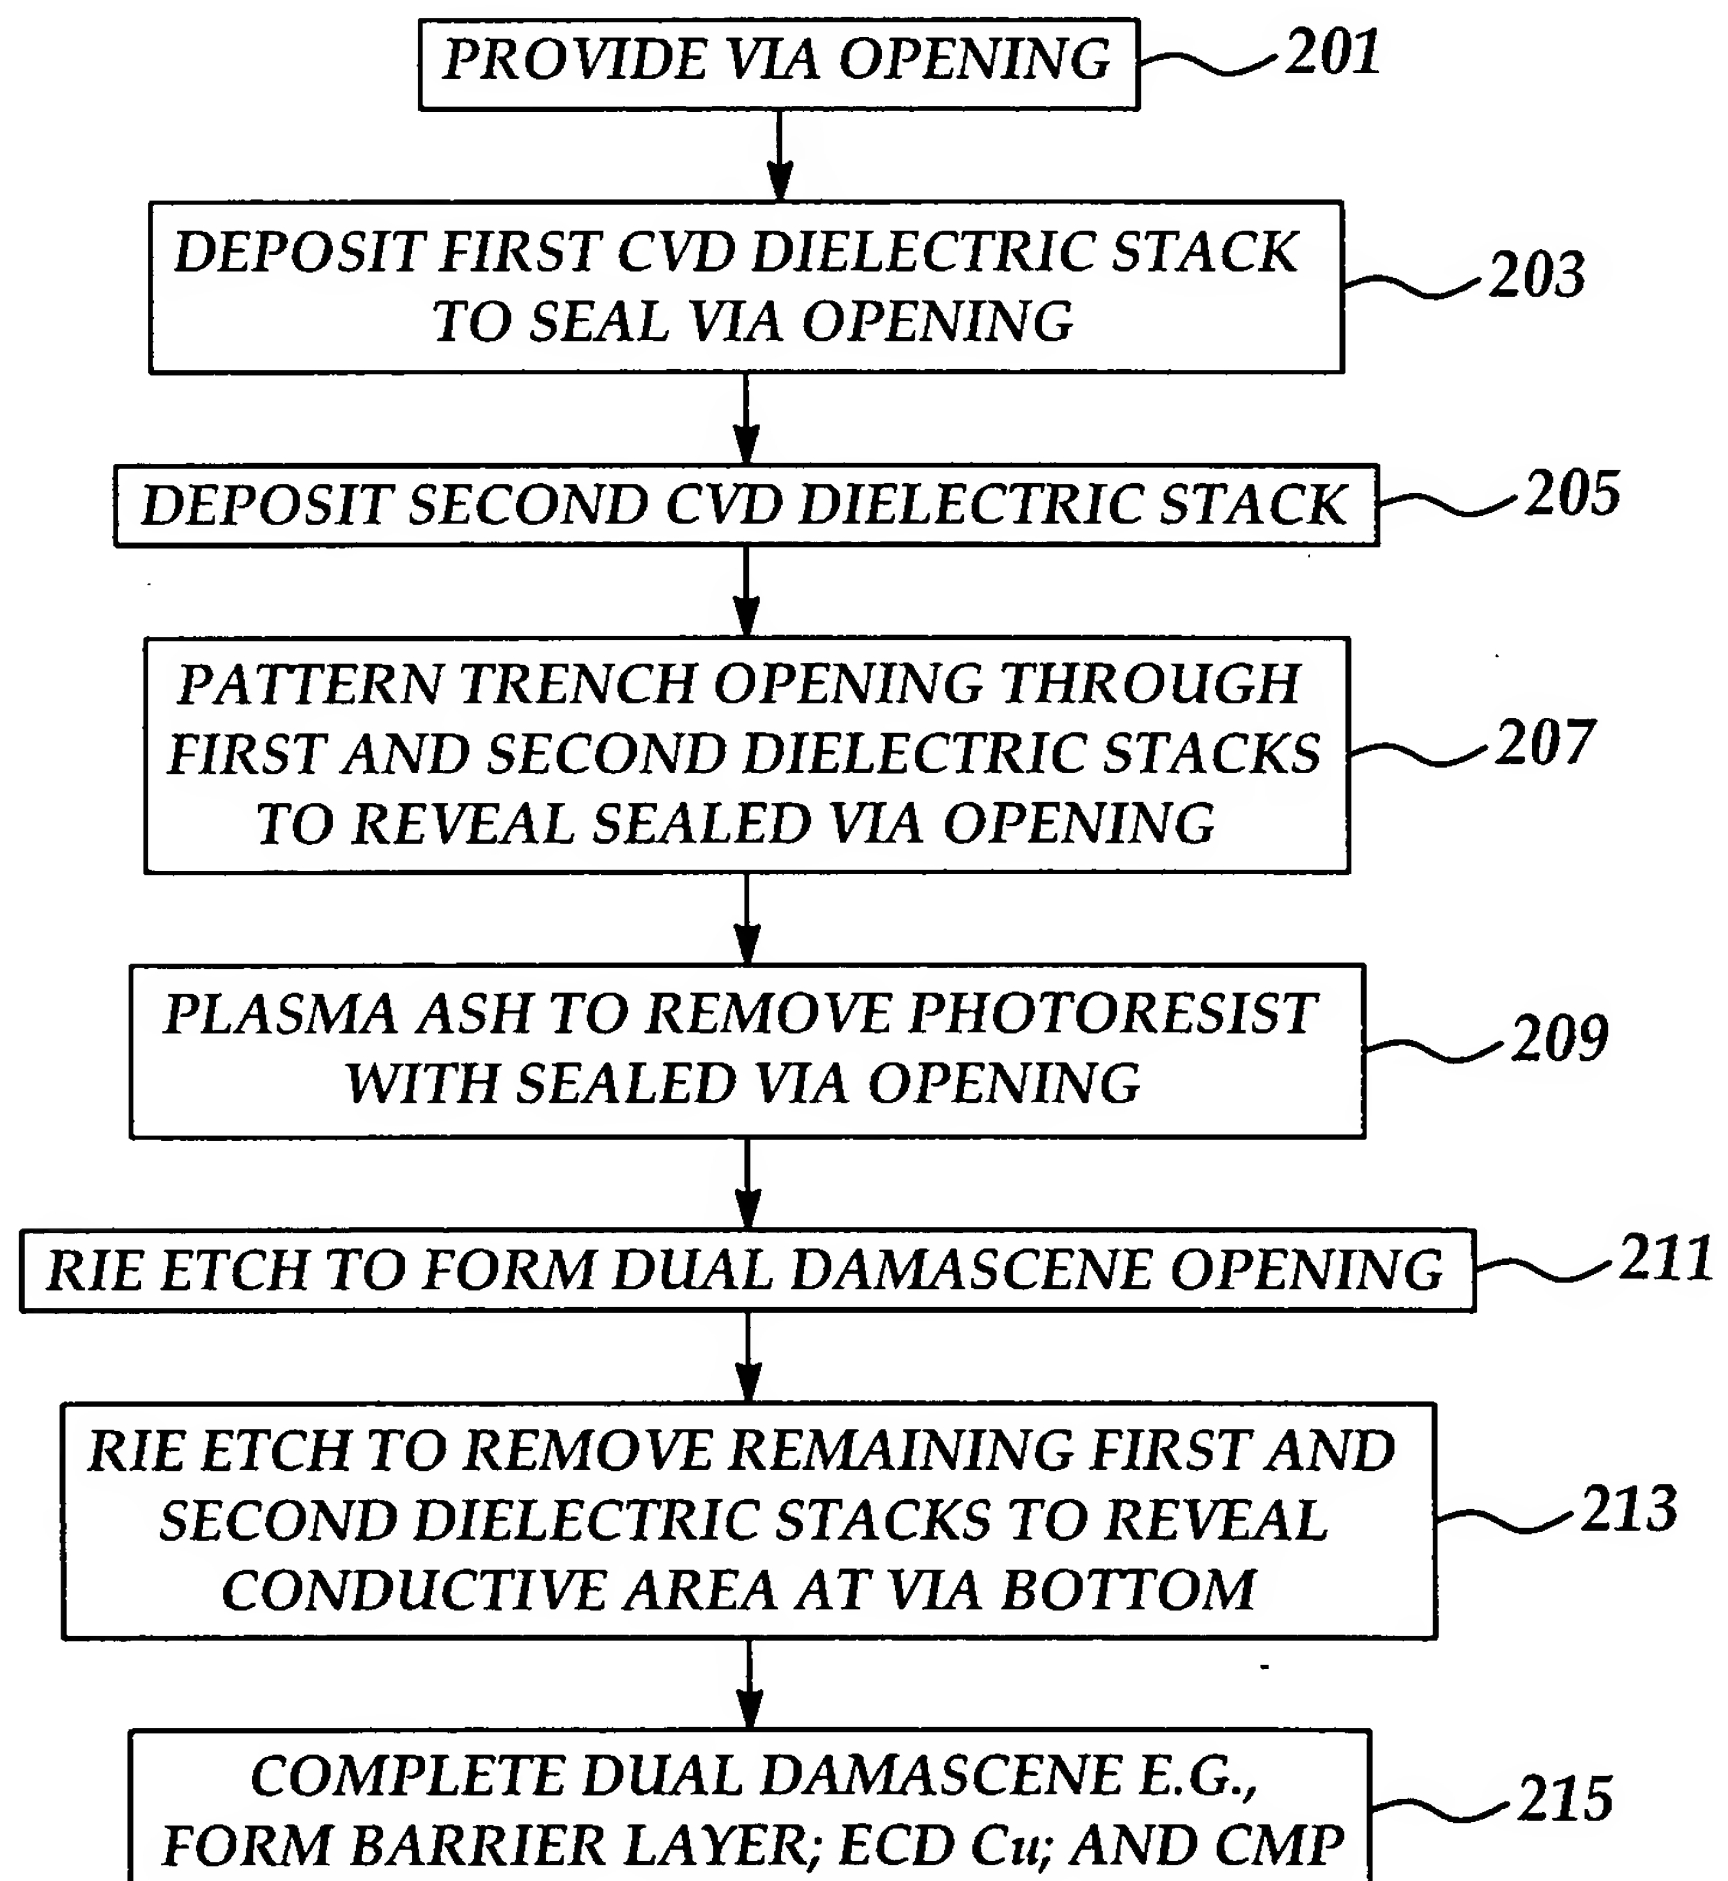 PROVIDE VIA OPENING
201
DEPOSIT FIRST CVD DIELECTRIC STACK
TO SEAL VIA OPENING
203
DEPOSIT SECOND CVD DIELECTRIC STACK
205
PATTERN TRENCH OPENING THROUGH
FIRST AND SECOND DIELECTRIC STACKS
TO REVEAL SEALED VIA OPENING
207
PLASMA ASH TO REMOVE PHOTORESIST
WITH SEALED VIA OPENING
209
RIE ETCH TO FORM DUAL DAMASCENE OPENING
211
RIE ETCH TO REMOVE REMAINING FIRST AND
SECOND DIELECTRIC STACKS TO REVEAL
CONDUCTIVE AREA AT VIA BOTTOM
213
COMPLETE DUAL DAMASCENE E.G.,
FORM BARRIER LAYER; ECD Cu; AND CMP
215